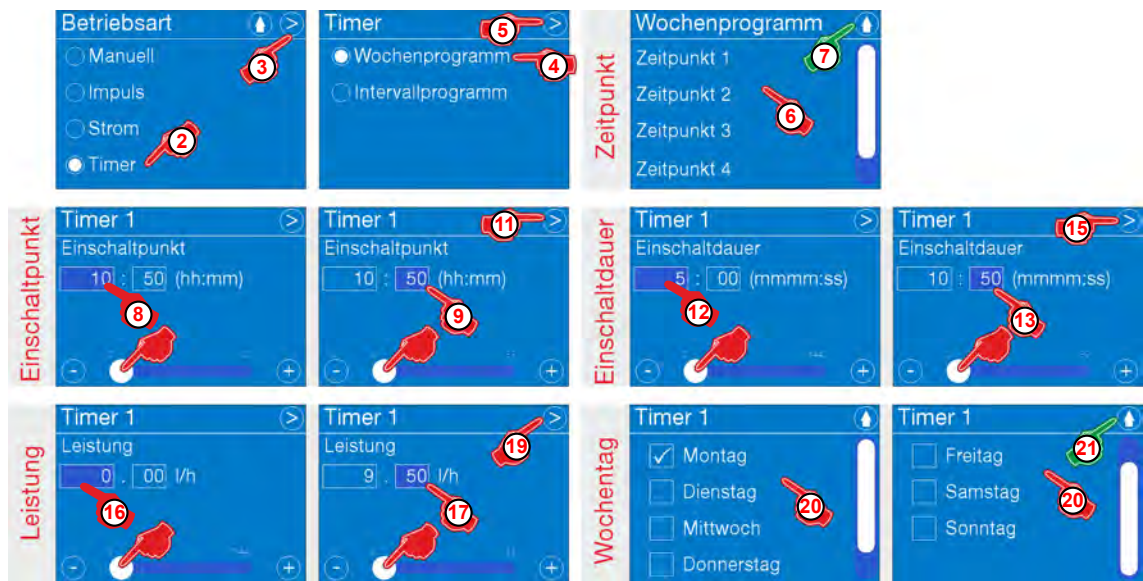 Betriebsart
Manuell
Impuls
Strom
Timer
2
3
Timer
Wochenprogramm
Intervallprogramm
5
4
Zeitpunkt
Wochenprogramm
Zeitpunkt 1
Zeitpunkt 2
Zeitpunkt 3
Zeitpunkt 4
7
6
Einschaltpunkt
Timer 1
Einschaltpunkt
10 : 50 (hh:mm)
8
- +
Timer 1
Einschaltpunkt
10 : 50 (hh:mm)
11
9
- +
Einschaltdauer
Timer 1
Einschaltdauer
5 : 00 (mmmm:ss)
12
- +
Timer 1
Einschaltdauer
10 : 50 (mmmm:ss)
15
13
- +
Leistung
Timer 1
Leistung
0 . 00 l/h
16
- +
Timer 1
Leistung
9 . 50 l/h
19
17
- +
Wochentag
Timer 1
Montag
Dienstag
Mittwoch
Donnerstag
20
Timer 1
Freitag
Samstag
Sonntag
21
20